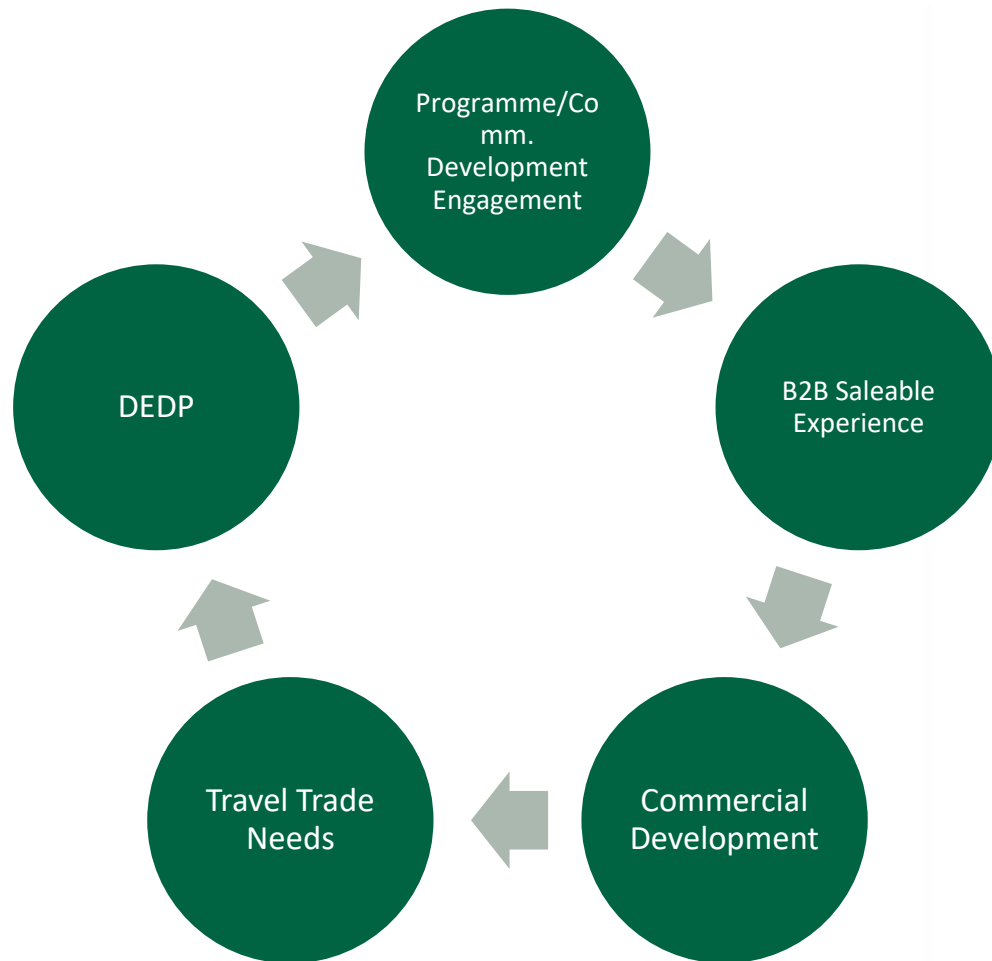 Programme/Co
mm.
Development
Engagement
B2B Saleable
Experience
Commercial
Development
Travel Trade
Needs
DEDP